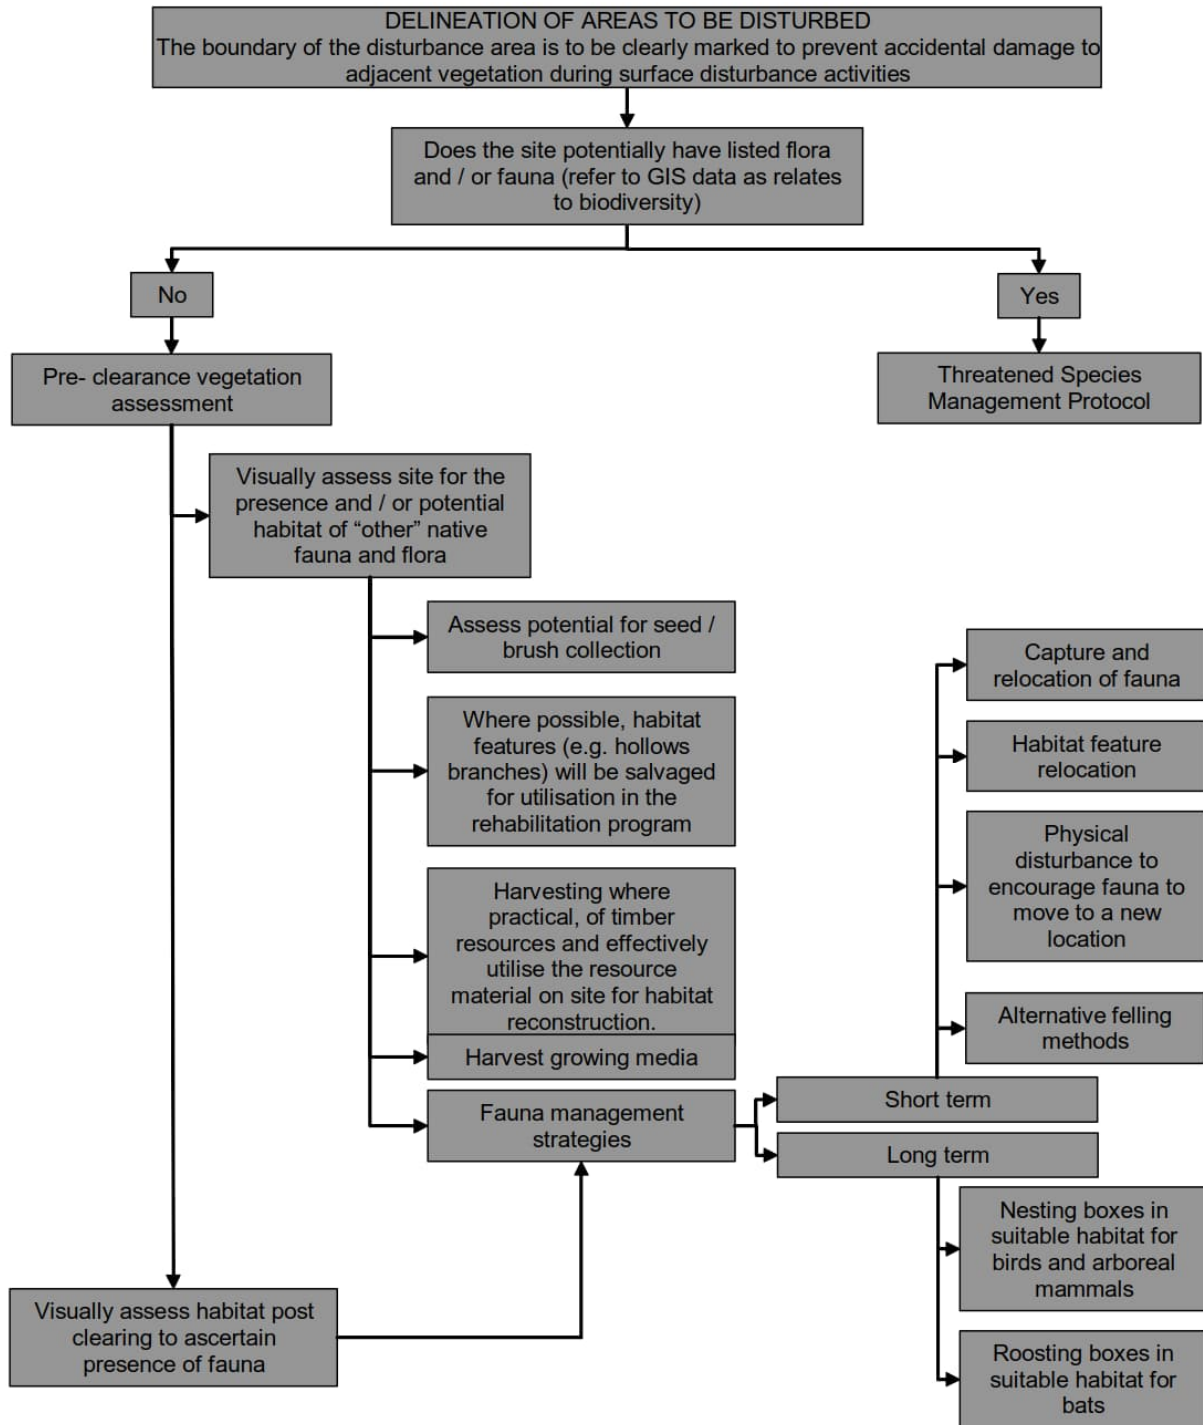 DELINEATION OF AREAS TO BE DISTURBED
The boundary of the disturbance area is to be clearly marked to prevent accidental damage to
adjacent vegetation during surface disturbance activities
Does the site potentially have listed flora
and / or fauna (refer to GIS data as relates
to biodiversity)
No
Yes
Pre- clearance vegetation
assessment
Threatened Species
Management Protocol
Visually assess site for the
presence and / or potential
habitat of “other” native
fauna and flora
Assess potential for seed /
brush collection
Where possible, habitat
features (e.g. hollows
branches) will be salvaged
for utilisation in the
rehabilitation program
Harvesting where
practical, of timber
resources and effectively
utilise the resource
material on site for habitat
reconstruction.
Harvest growing media
Fauna management
strategies
Short term
Long term
Capture and
relocation of fauna
Habitat feature
relocation
Physical
disturbance to
encourage fauna to
move to a new
location
Alternative felling
methods
Nesting boxes in
suitable habitat for
birds and arboreal
mammals
Roosting boxes in
suitable habitat for
bats
Visually assess habitat post
clearing to ascertain
presence of fauna